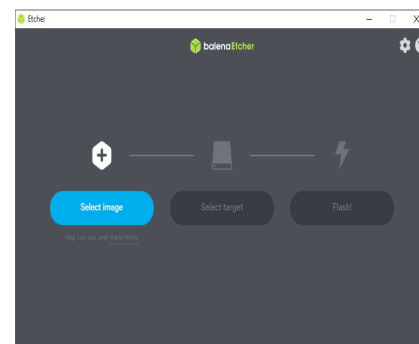 Etcher
balenaEtcher
Select image
Select target
Flash!
img, iso, zip, and many more